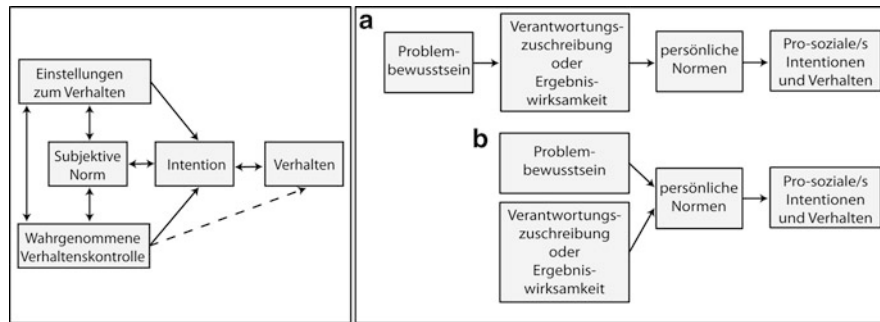 Einstellungen
zum Verhalten
Subjektive
Norm
Intention
Verhalten
Wahrgenommene
Verhaltenskontrolle
a
Problem-
bewusstsein
Verantwortungs-
zuschreibung
oder
Ergebnis-
wirksamkeit
persönliche
Normen
Pro-soziale/s
Intentionen
und Verhalten
b
Problem-
bewusstsein
Verantwortungs-
zuschreibung
oder
Ergebnis-
wirksamkeit
persönliche
Normen
Pro-soziale/s
Intentionen
und Verhalten